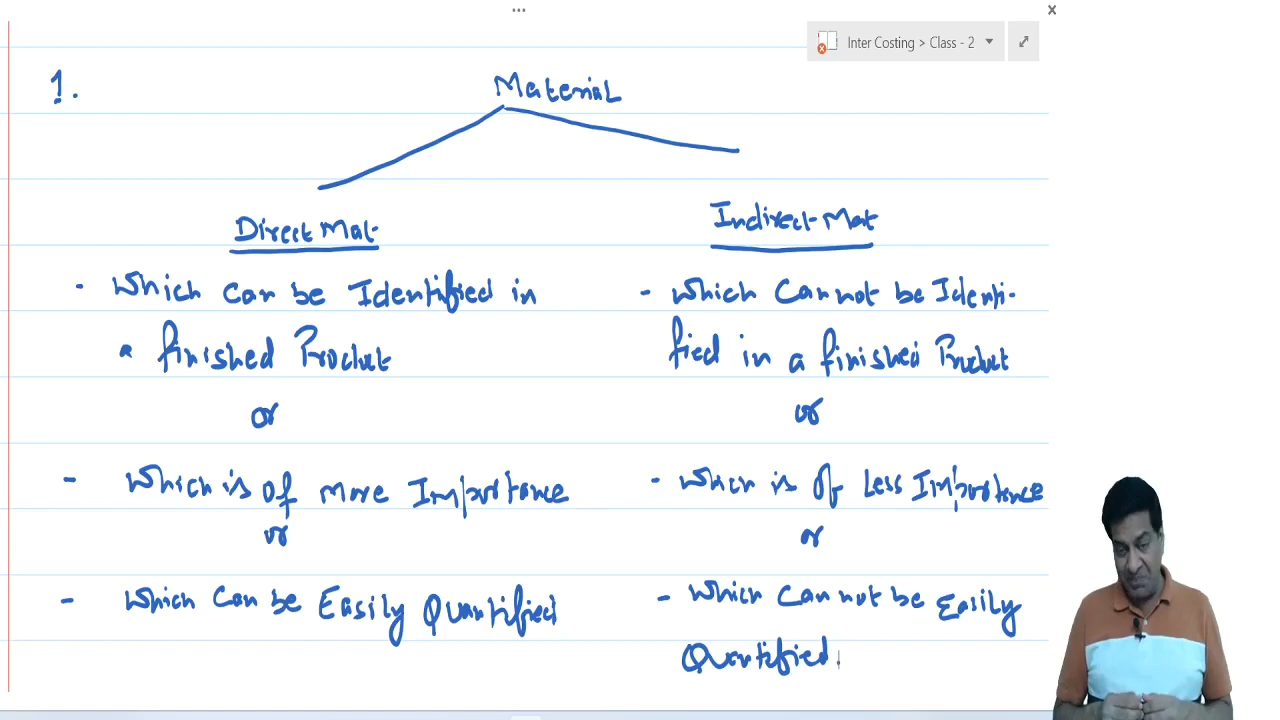 ...
Inter Costing > Class - 2
1.
Material
Direct Mat
- Which can be Identified in
a finished Product
or
- Which is of more Importance
or
- Which can be Easily Quantified
Indirect Mat
- Which cannot be Identi-
fied in a finished Product
or
- Which is of Less Importance
or
- Which cannot be Easily
Quantified.